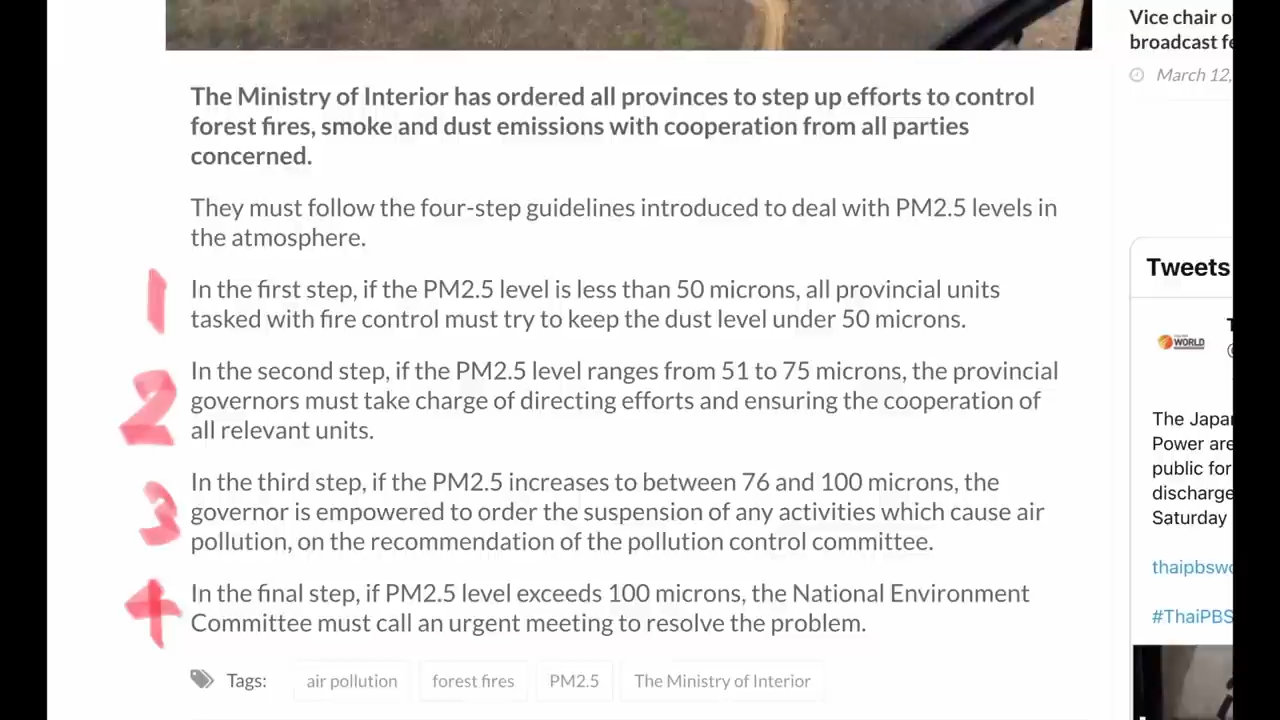 Vice chair
broadcast
March 12,
The Ministry of Interior has ordered all provinces to step up efforts to control
forest fires, smoke and dust emissions with cooperation from all parties
concerned.
They must follow the four-step guidelines introduced to deal with PM2.5 levels in
the atmosphere.
1
In the first step, if the PM2.5 level is less than 50 microns, all provincial units
tasked with fire control must try to keep the dust level under 50 microns.
2
In the second step, if the PM2.5 level ranges from 51 to 75 microns, the provincial
governors must take charge of directing efforts and ensuring the cooperation of
all relevant units.
3
In the third step, if the PM2.5 increases to between 76 and 100 microns, the
governor is empowered to order the suspension of any activities which cause air
pollution, on the recommendation of the pollution control committee.
4
In the final step, if PM2.5 level exceeds 100 microns, the National Environment
Committee must call an urgent meeting to resolve the problem.
Tags: air pollution forest fires PM2.5 The Ministry of Interior
Tweets
WORLD
The Japa
Power are
public for
discharge
Saturday
thaipbswo
#ThaiPBS